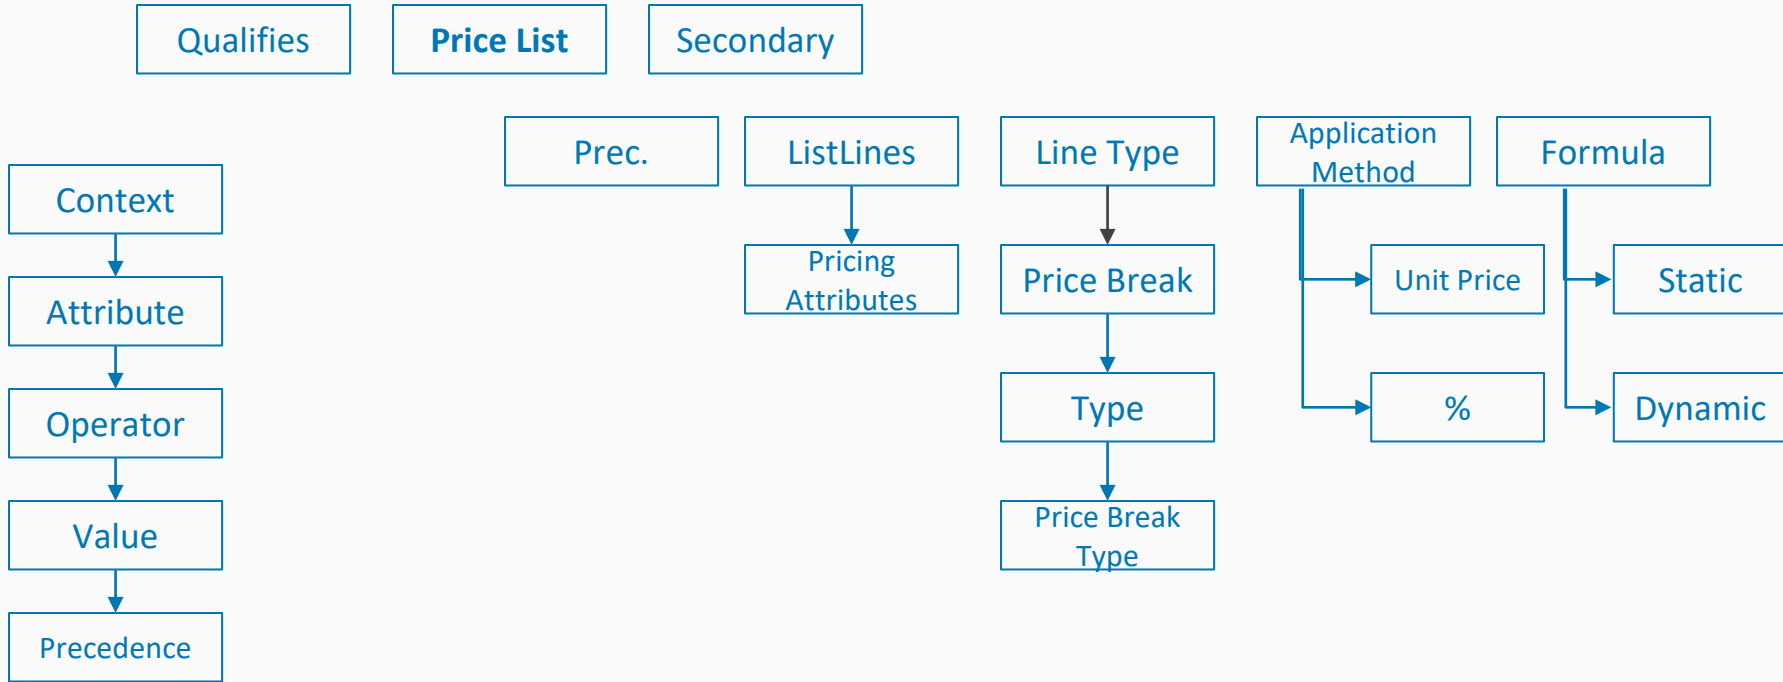 Qualifies
Price List
Secondary
Prec.
ListLines
Line Type
Application
Method
Formula
Context
Attribute
Operator
Value
Precedence
Pricing
Attributes
Price Break
Type
Price Break
Type
Unit Price
%
Static
Dynamic